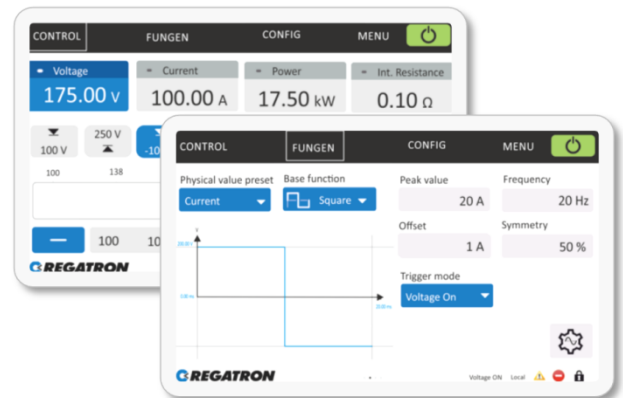 CONTROL FUNGEN CONFIG MENU
Voltage Current Power Int. Resistance
175.00 V 100.00 A 17.50 kW 0.10 Ω
100 V 250 V -10
100 138
100 10
REGATRON
CONTROL FUNGEN CONFIG MENU
Physical value preset Base function Peak value Frequency
Current Square 20 A 20 Hz
Offset Symmetry
1 A 50 %
Trigger mode
Voltage On
REGATRON
Voltage ON Local